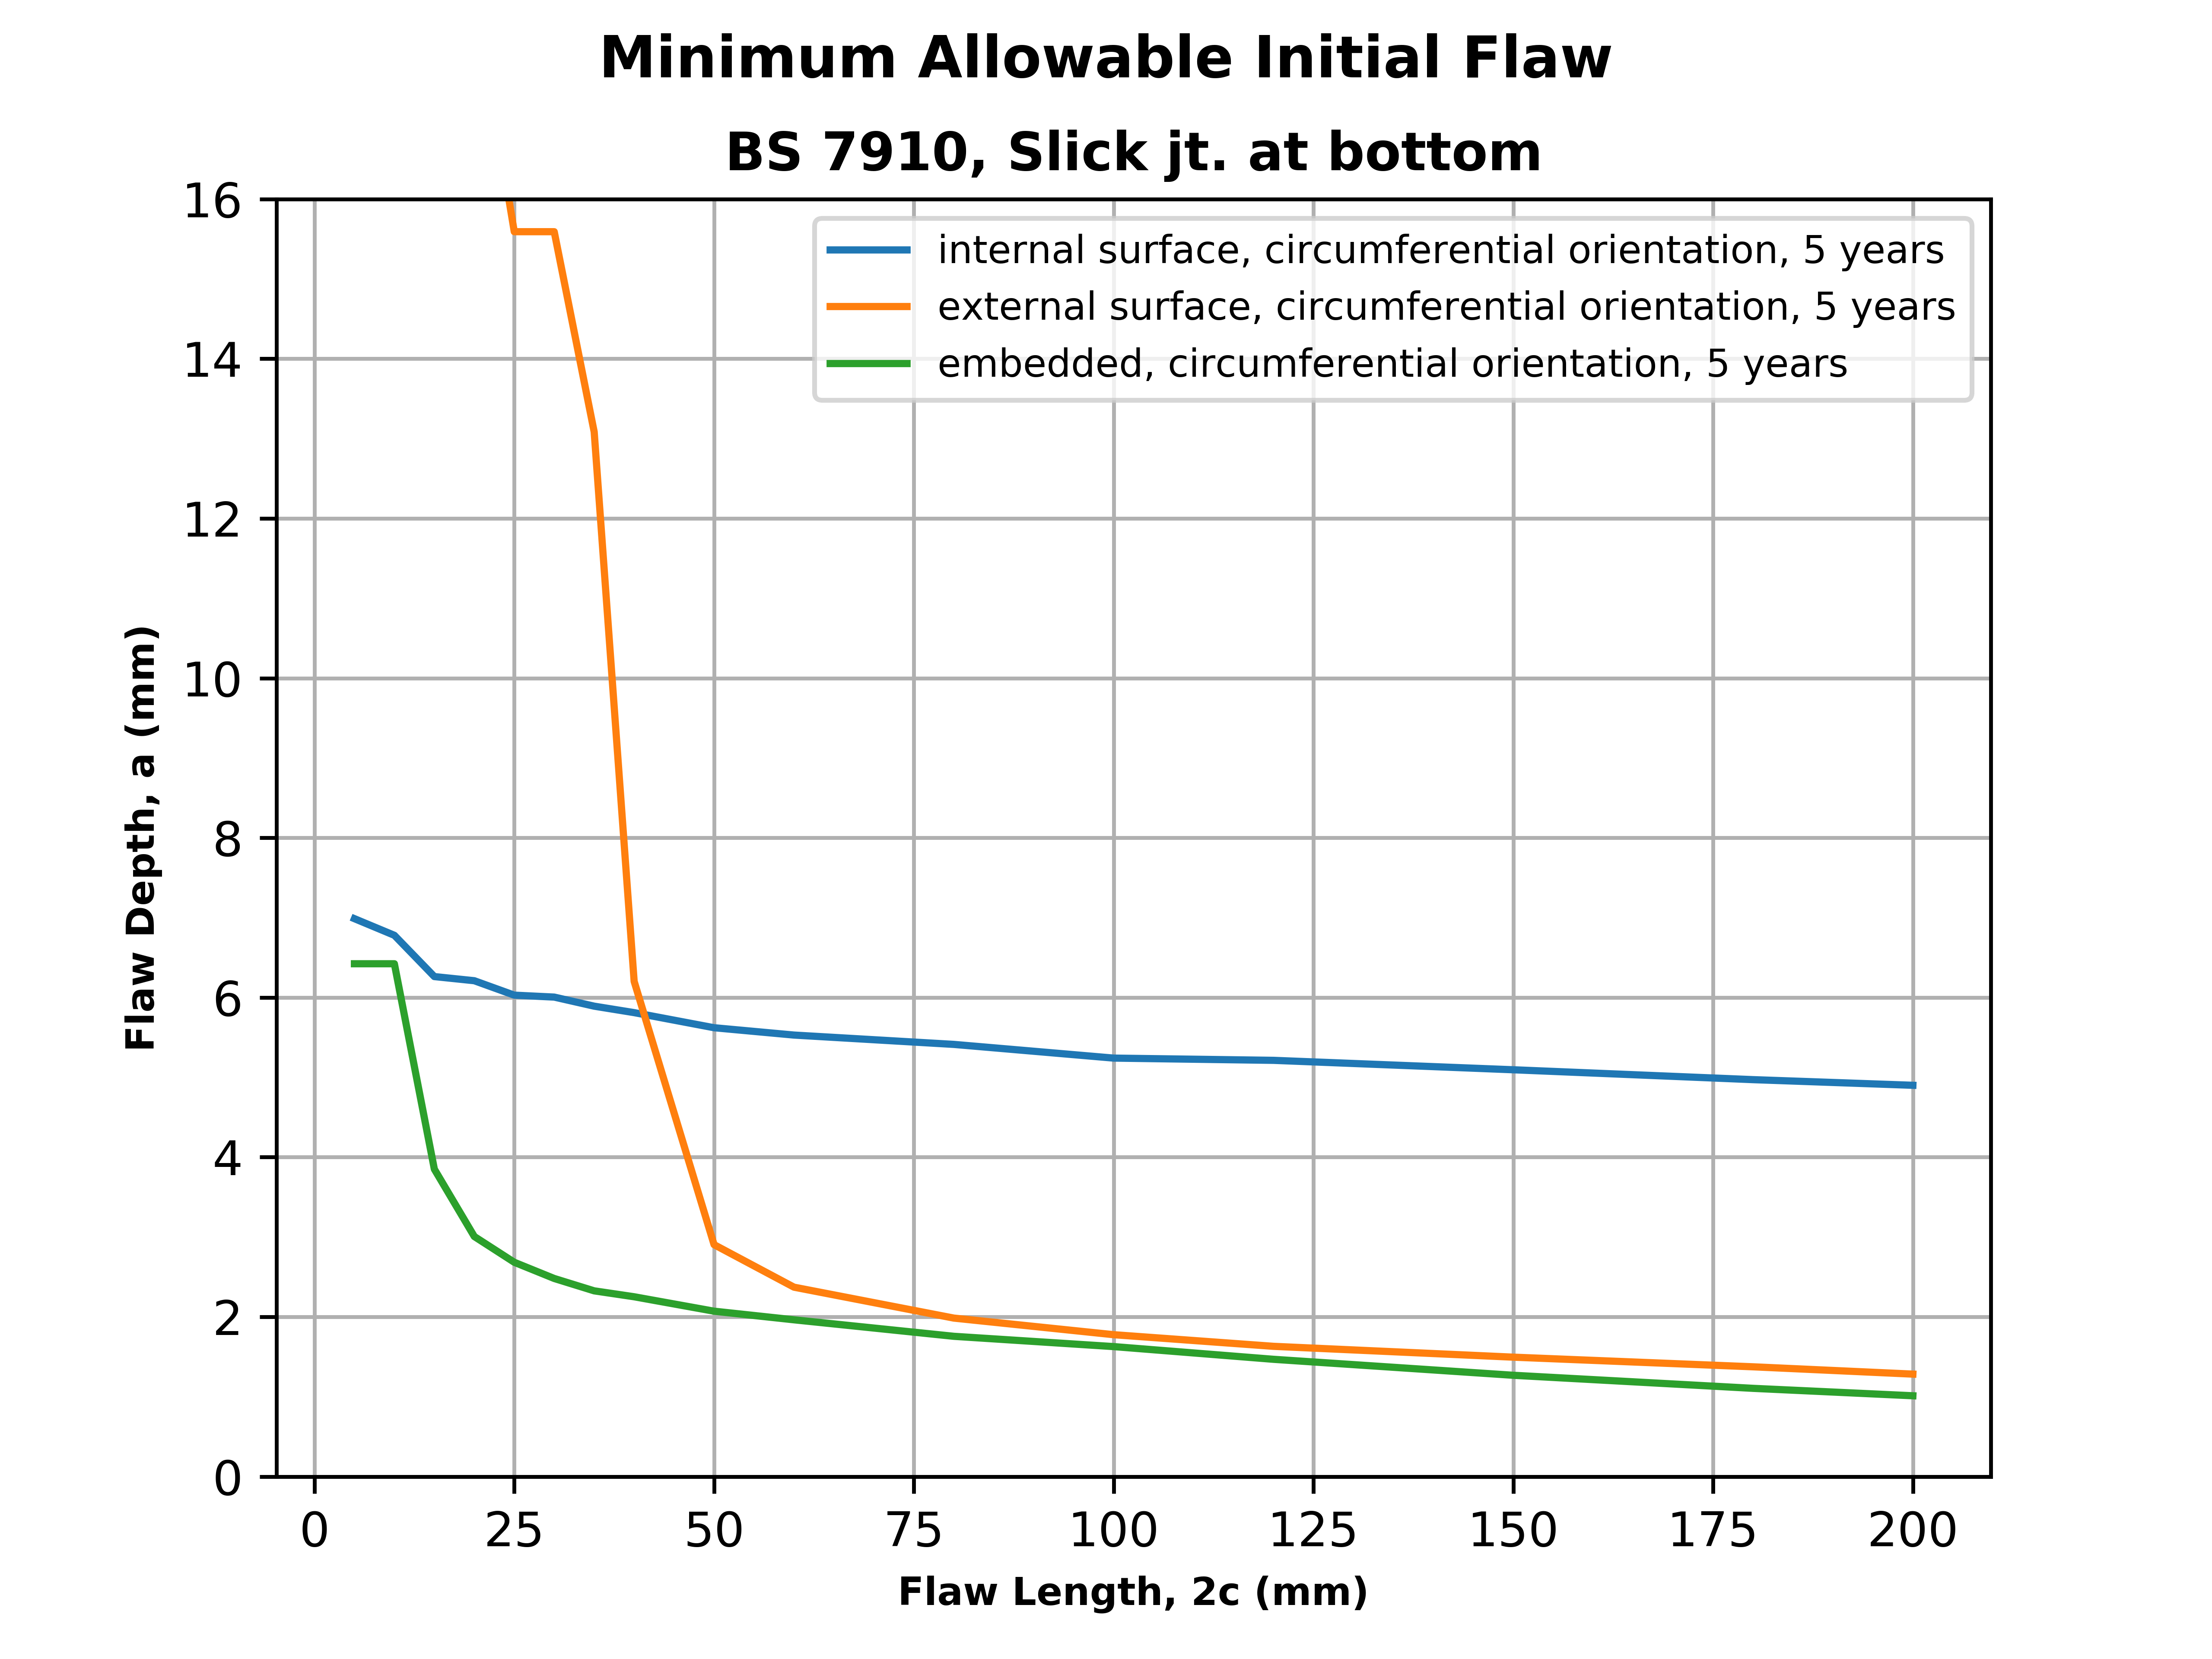 Minimum Allowable Initial Flaw
BS 7910, Slick jt. at bottom
internal surface, circumferential orientation, 5 years
external surface, circumferential orientation, 5 years
embedded, circumferential orientation, 5 years
Flaw Depth, a (mm)
16
14
12
10
8
6
4
2
0
0 25 50 75 100 125 150 175 200
Flaw Length, 2c (mm)